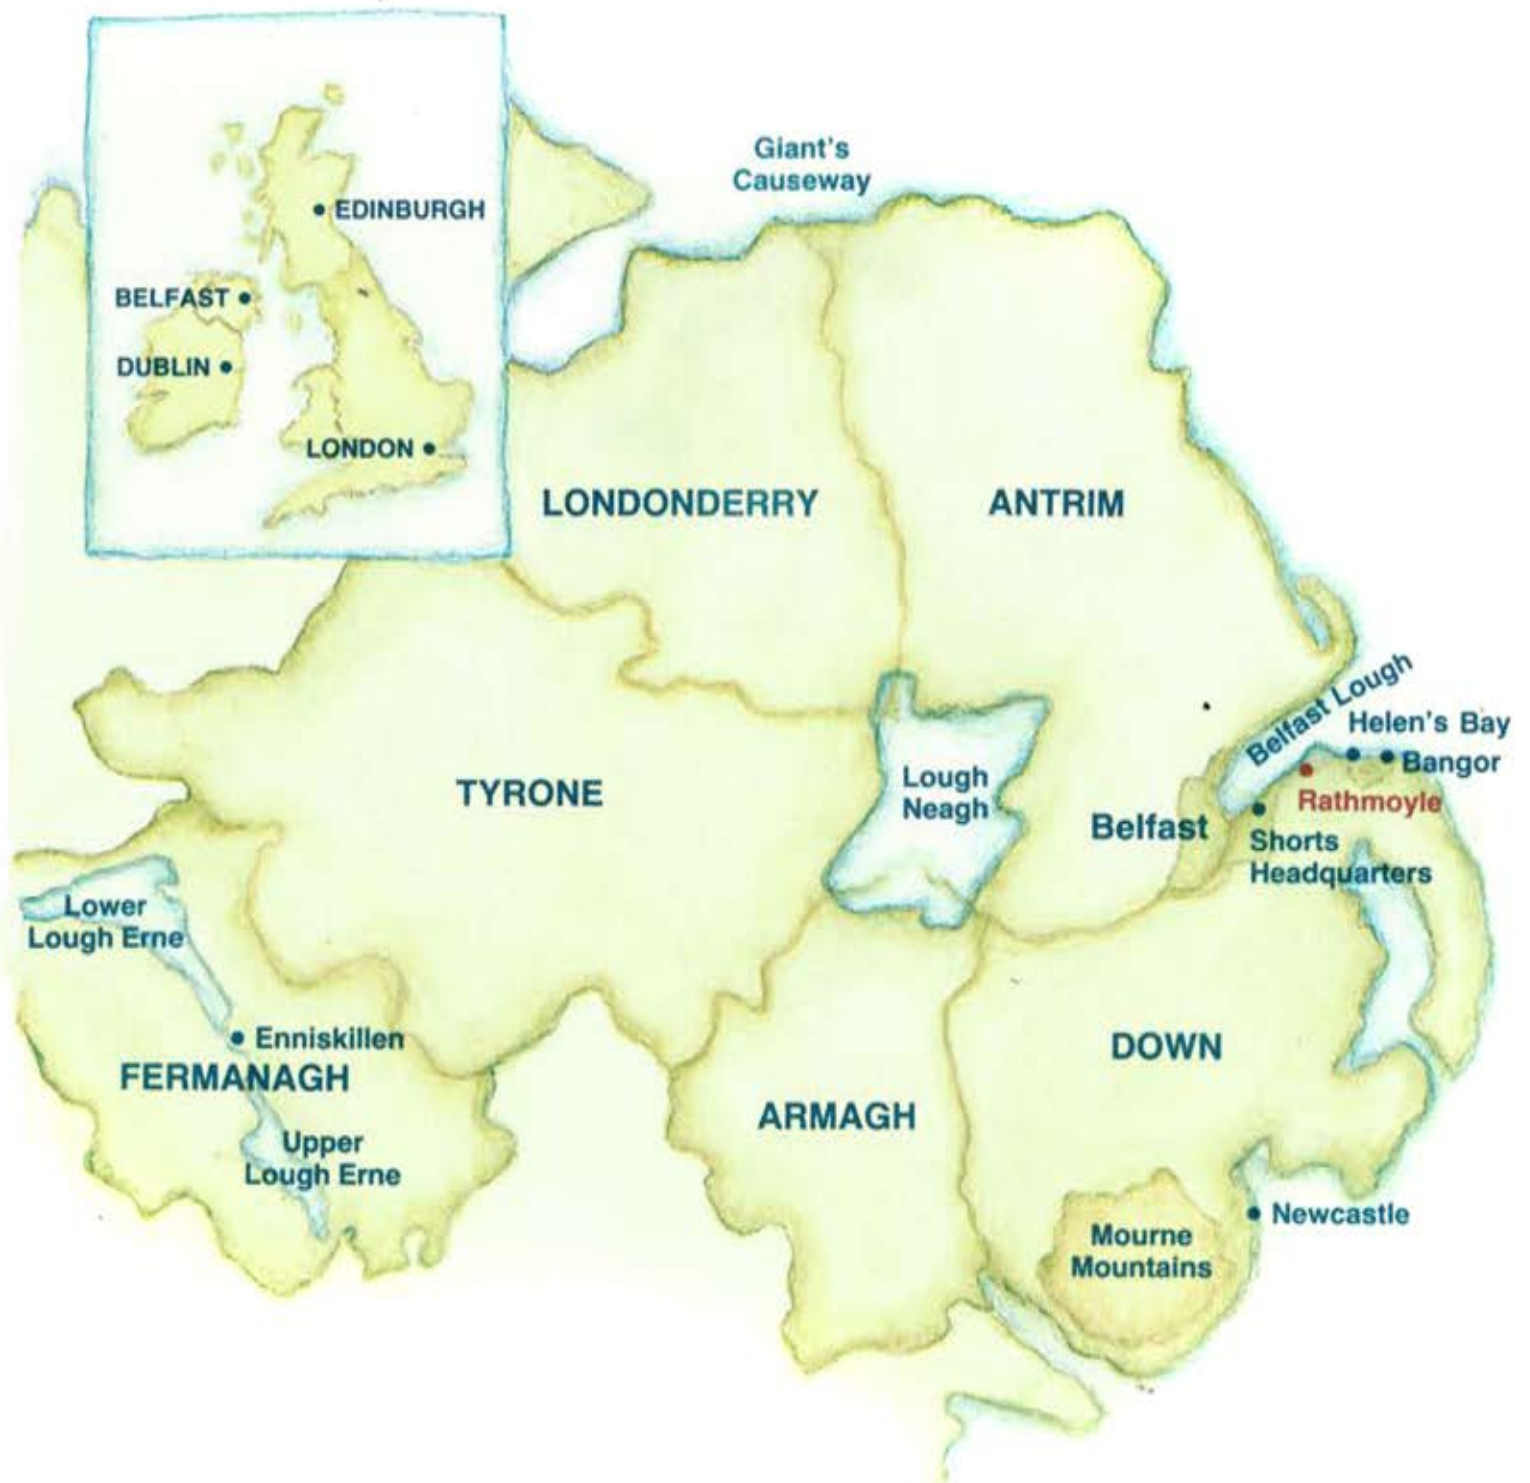 EDINBURGH
BELFAST
DUBLIN
LONDON
Giant's
Causeway
LONDONDERRY
ANTRIM
Belfast Lough
Helen's Bay
Bangor
Rathmoyle
Lough
Neagh
TYRONE
Belfast
Shorts
Headquarters
Lower
Lough Erne
Enniskillen
FERMANAGH
DOWN
ARMAGH
Upper
Lough Erne
Newcastle
Mourne
Mountains